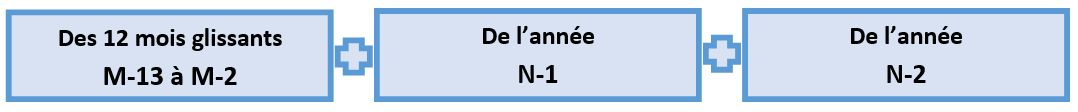 Des 12 mois glissants
M-13 à M-2
De l'année
N-1
De l'année
N-2